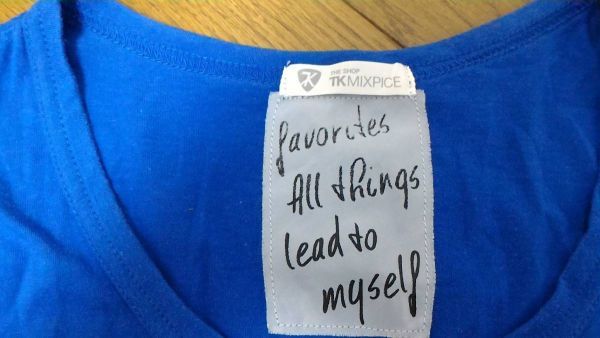 THE SHOP
TKMIXPICE
favorites
All things
lead to
myself